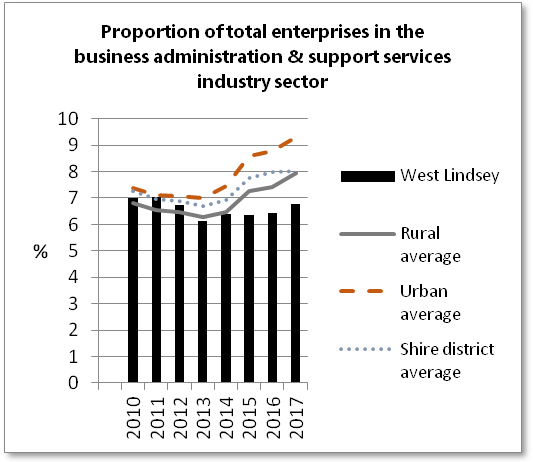 Proportion of total enterprises in the
business administration & support services
industry sector
10
9
8
7
6
5
4
3
2
1
0
%
2010
2011
2012
2013
2014
2015
2016
2017
West Lindsey
Rural
average
Urban
average
Shire district
average